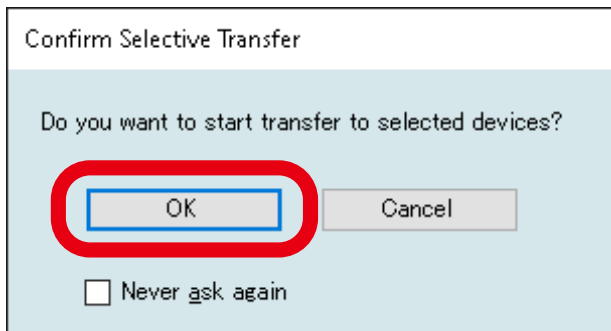 Confirm Selective Transfer
Do you want to start transfer to selected devices?
OK Cancel
Never ask again